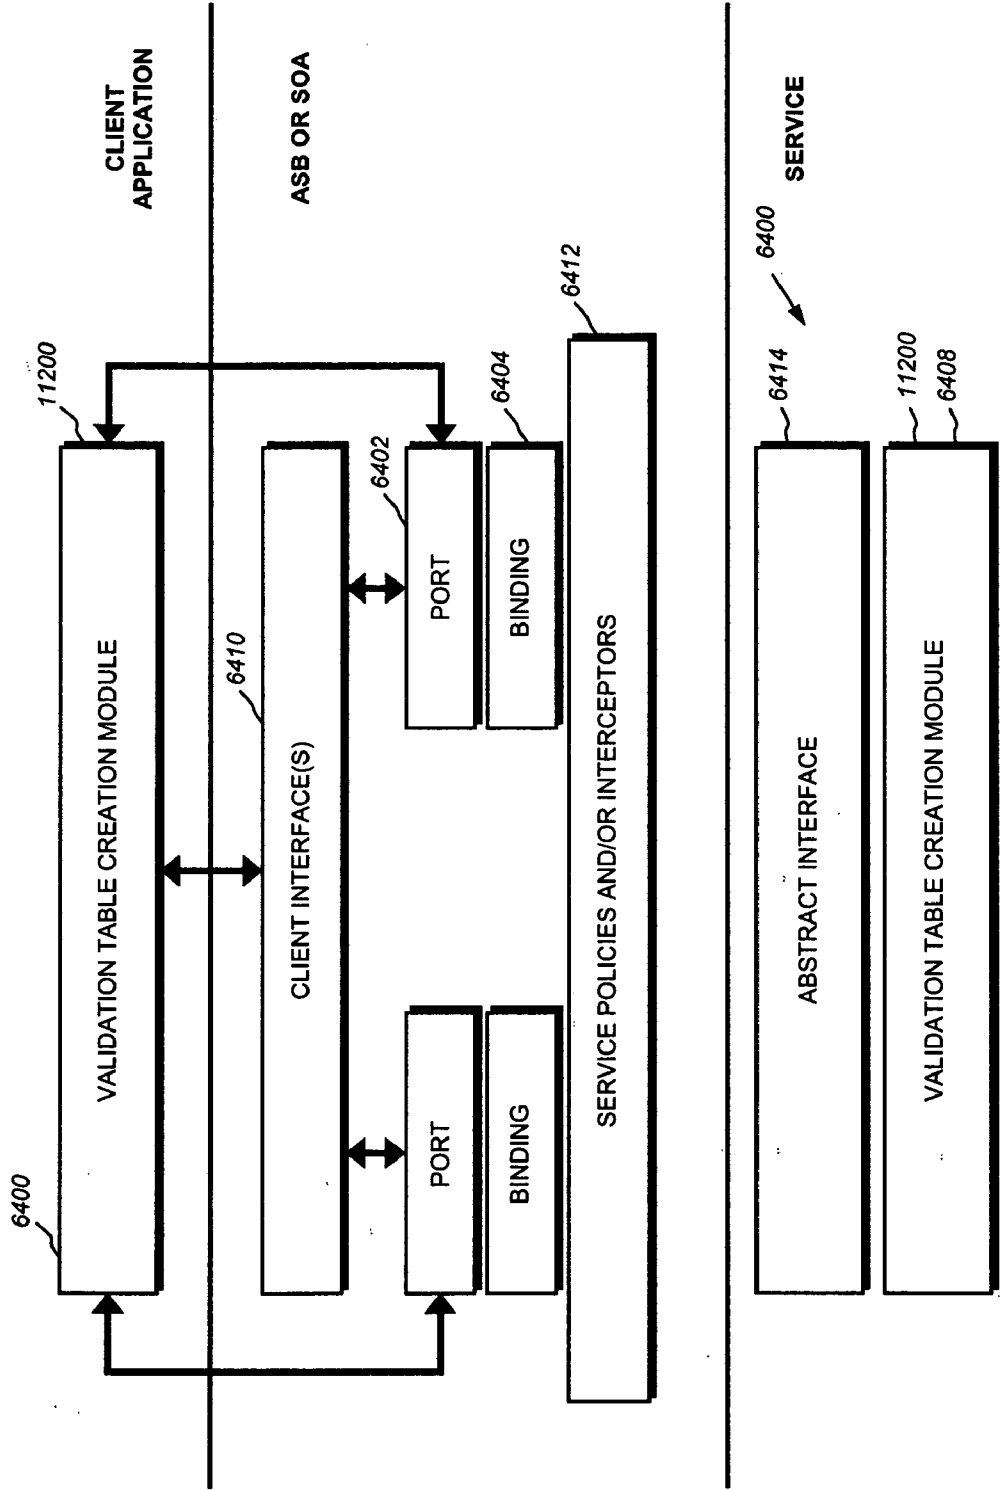 CLIENT
APPLICATION
6400
VALIDATION TABLE CREATION MODULE
11200
ASB OR SOA
CLIENT INTERFACE(S)
6410
PORT
PORT
6402
BINDING
BINDING
6404
SERVICE POLICIES AND/OR INTERCEPTORS
6412
SERVICE
6400
ABSTRACT INTERFACE
6414
VALIDATION TABLE CREATION MODULE
11200
6408